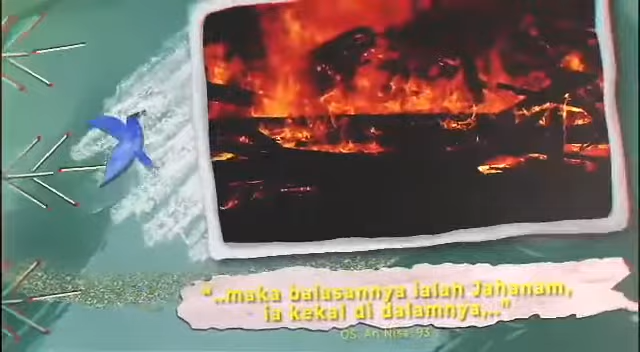 "..maka balasannya ialah Jahanam,
ia kekal di dalamnya,.."
QS. An Nisa: 93